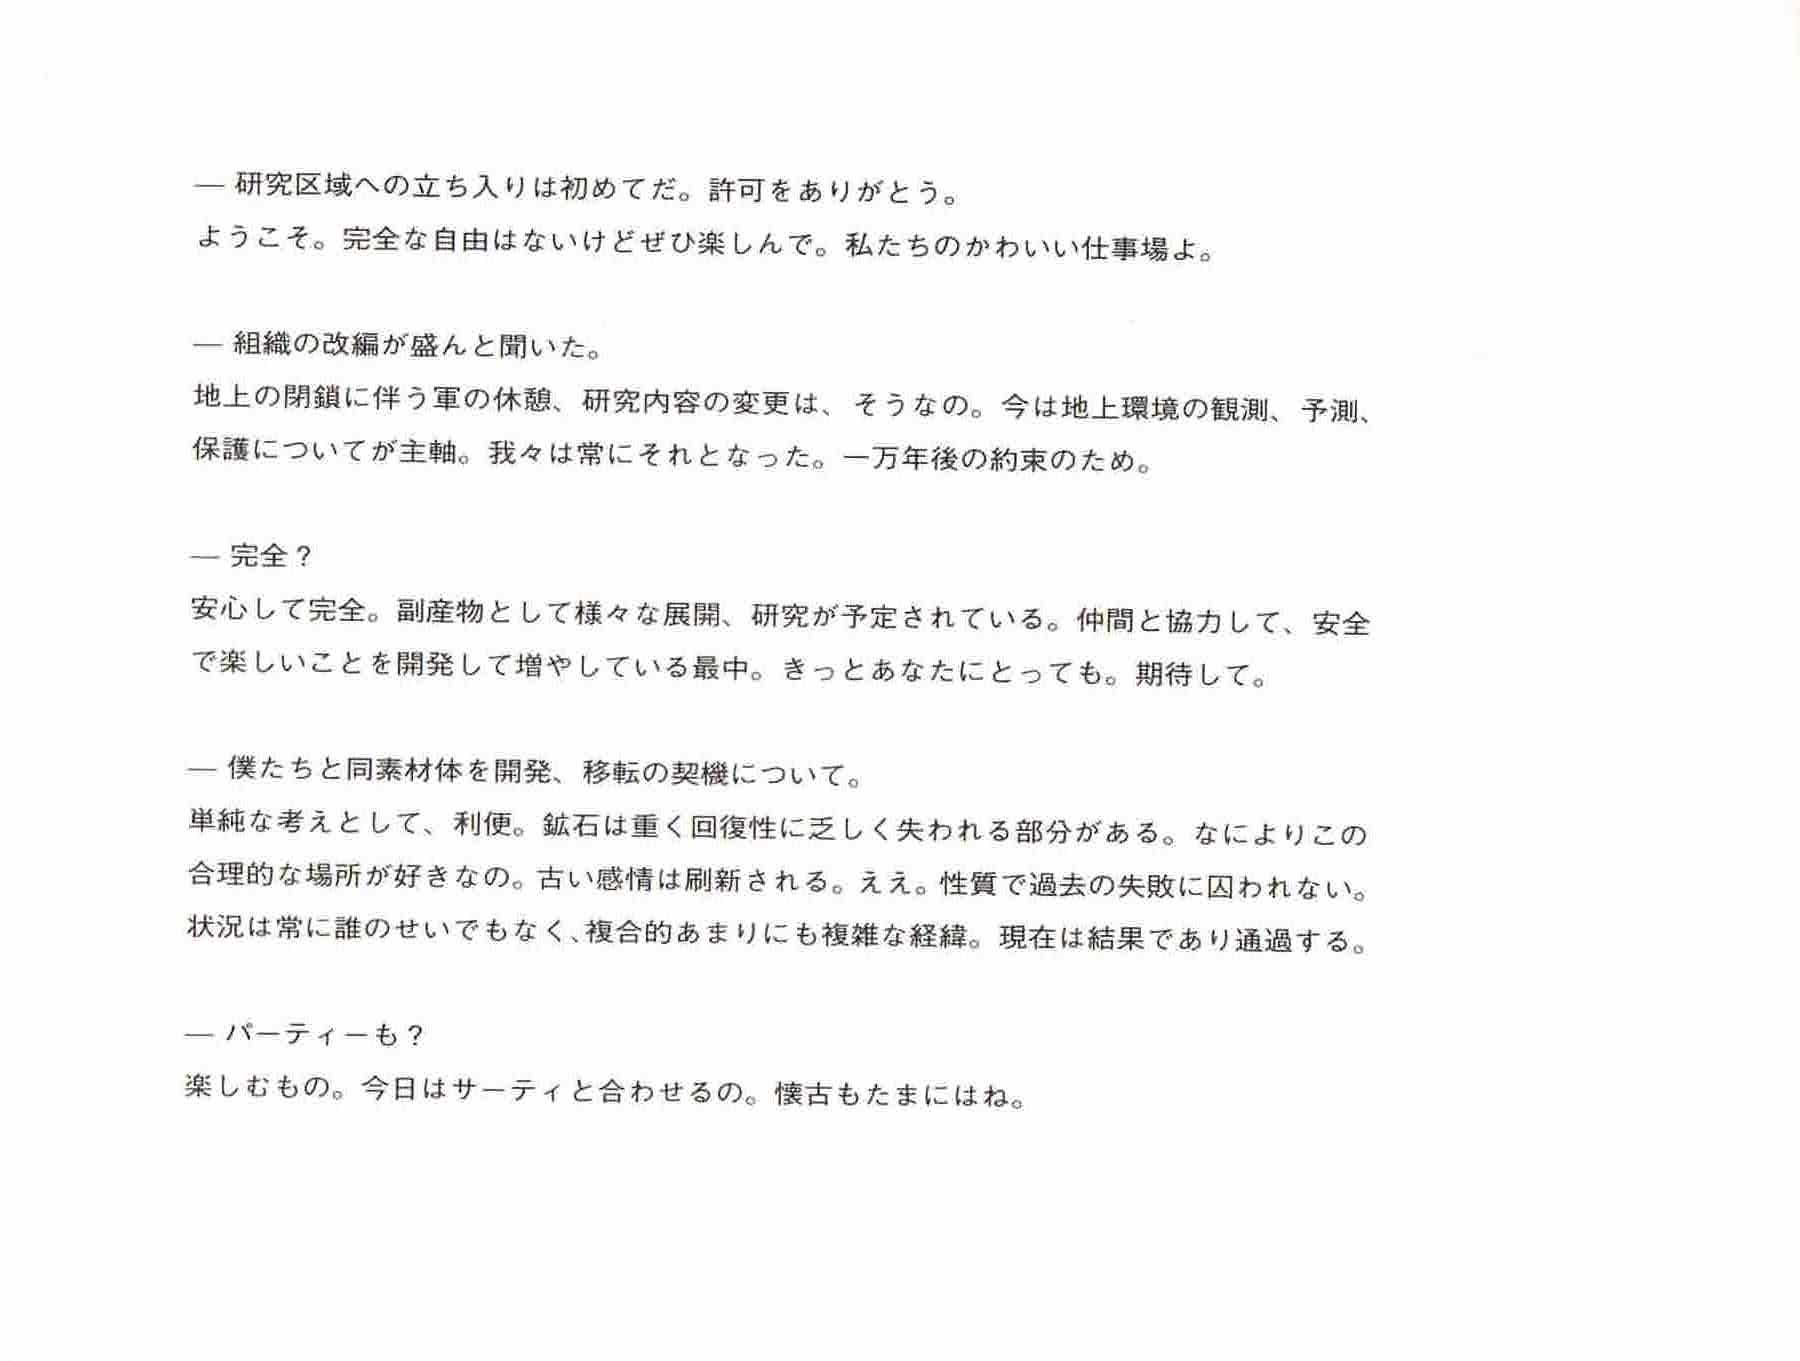 ― 研究区域への立ち入りは初めてだ。許可をありがとう。
ようこそ。完全な自由はないけどぜひ楽しんで。私たちのかわいい仕事場よ。
― 組織の改編が盛んと聞いた。
地上の閉鎖に伴う軍の休憩、研究内容の変更は、そうなの。今は地上環境の観測、予測、
保護についてが主軸。我々は常にそれとなった。一万年後の約束のため。
― 完全？
安心して完全。副産物として様々な展開、研究が予定されている。仲間と協力して、安全
で楽しいことを開発して増やしている最中。きっとあなたにとっても。期待して。
― 僕たちと同素材体を開発、移転の契機について。
単純な考えとして、利便。鉱石は重く回復性に乏しく失われる部分がある。なによりこの
合理的な場所が好きなの。古い感情は刷新される。ええ。性質で過去の失敗に囚われない。
状況は常に誰のせいでもなく、複合的あまりにも複雑な経緯。現在は結果であり通過する。
― パーティーも？
楽しむもの。今日はサーティと合わせるの。懐古もたまにはね。